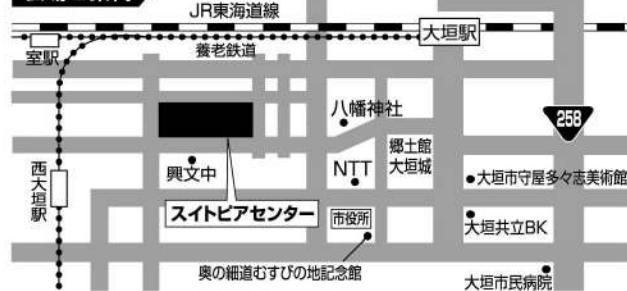 JR東海道線
大垣駅
室駅
養老鉄道
八幡神社
258
郷土館
大垣城
興文中
NTT
西大垣駅
大垣市守屋多々志美術館
スイトピアセンター
市役所
大垣共立BK
奥の細道むすびの地記念館
大垣市民病院